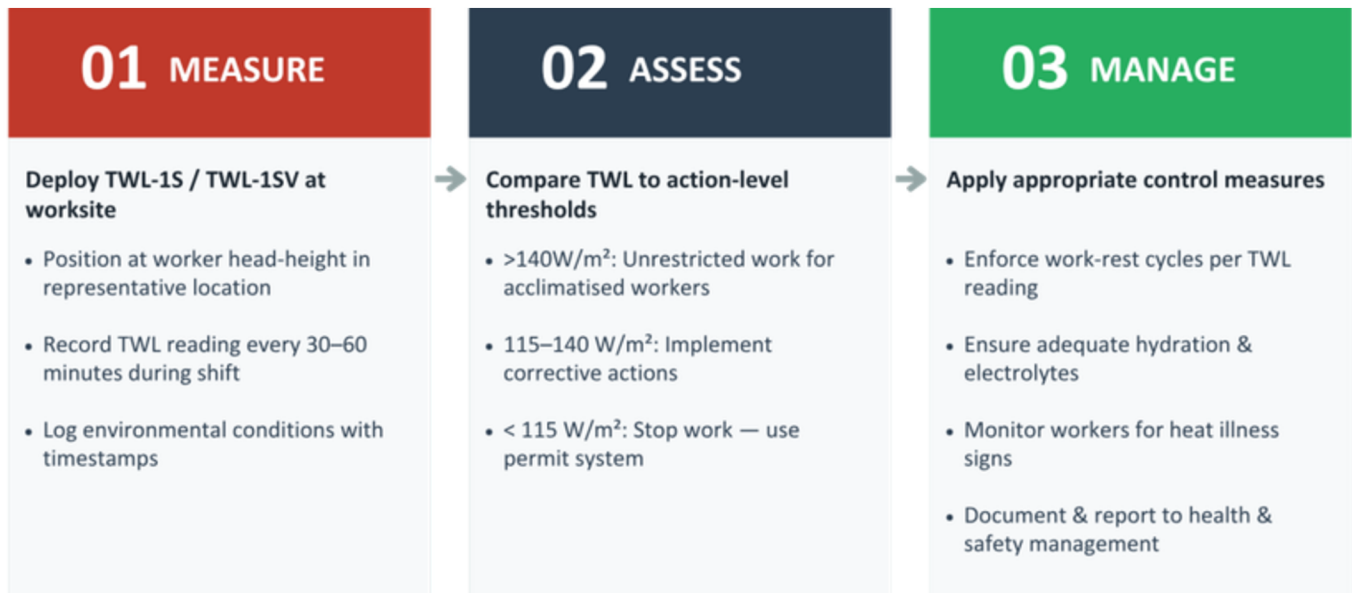 01 MEASURE
Deploy TWL-1S / TWL-1SV at
worksite
• Position at worker head-height in
representative location
• Record TWL reading every 30–60
minutes during shift
• Log environmental conditions with
timestamps
02 ASSESS
Compare TWL to action-level
thresholds
• >140W/m²: Unrestricted work for
acclimatised workers
• 115–140 W/m²: Implement
corrective actions
• < 115 W/m²: Stop work — use
permit system
03 MANAGE
Apply appropriate control measures
• Enforce work-rest cycles per TWL
reading
• Ensure adequate hydration &
electrolytes
• Monitor workers for heat illness
signs
• Document & report to health &
safety management